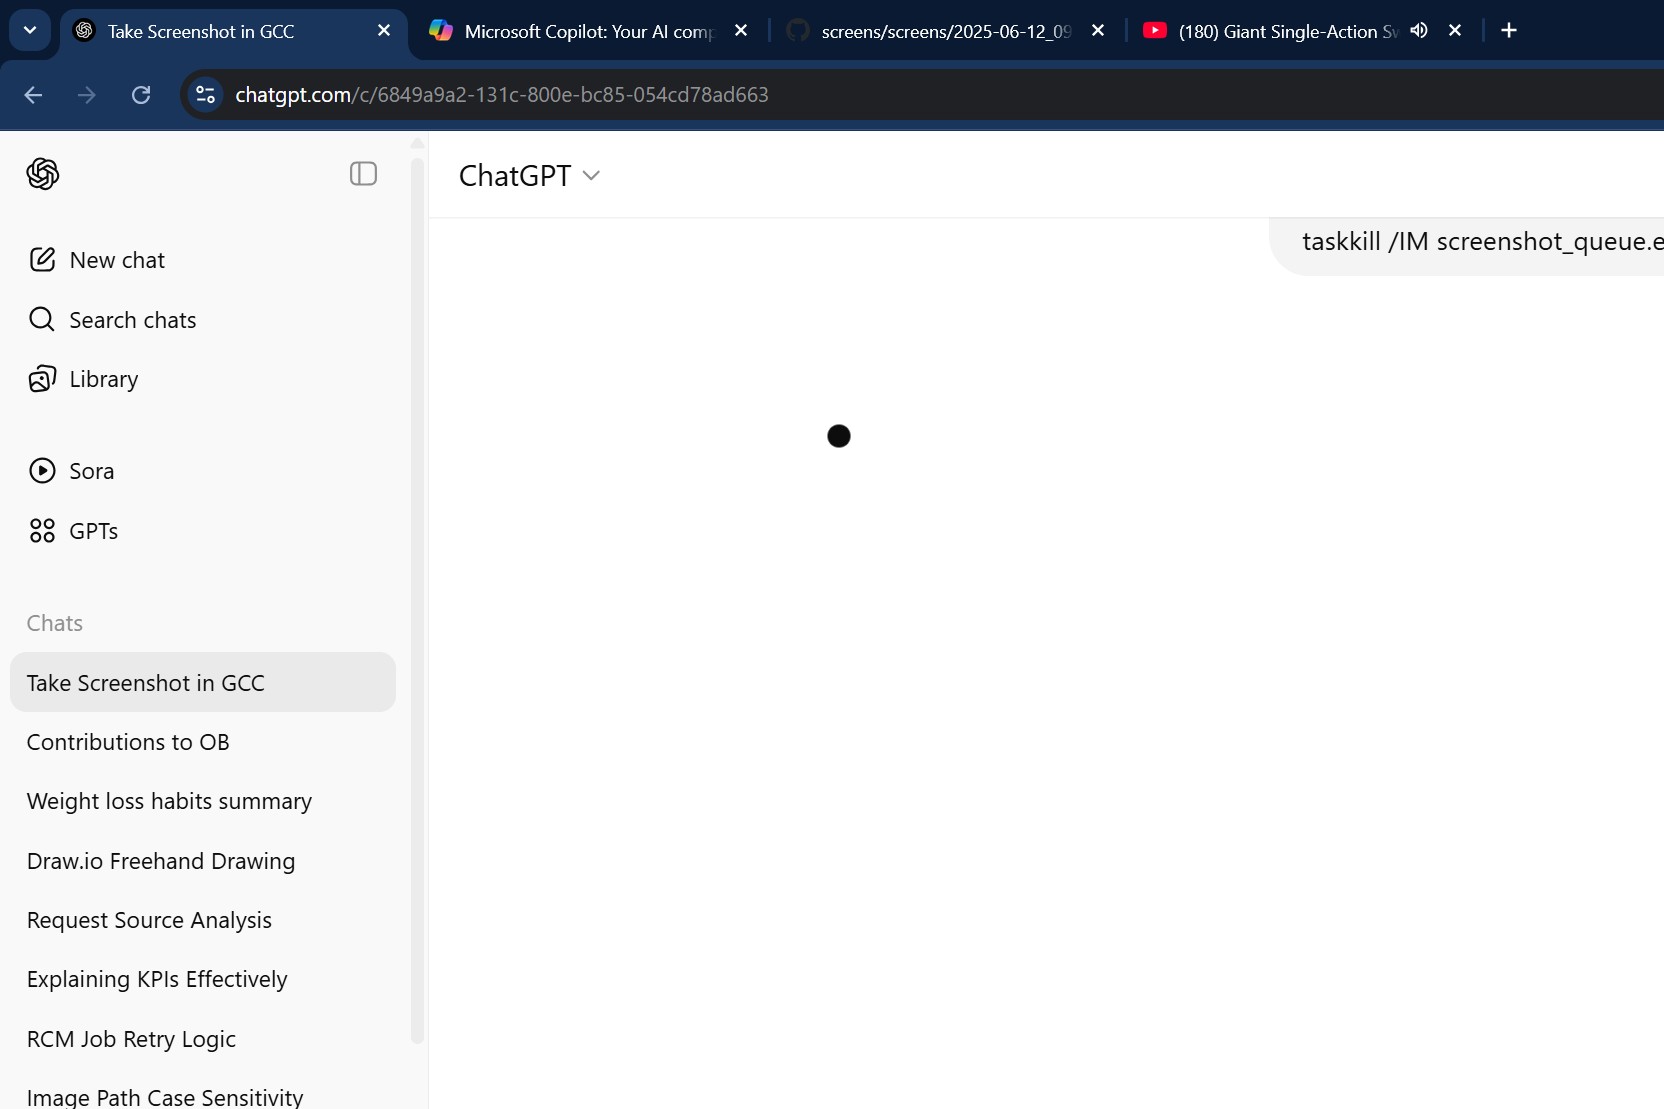 Take Screenshot in GCC
Microsoft Copilot: Your AI comp
screens/screens/2025-06-12_09
(180) Giant Single-Action Sw
chatgpt.com/c/6849a9a2-131c-800e-bc85-054cd78ad663
ChatGPT
taskkill /IM screenshot_queue.e
New chat
Search chats
Library
Sora
GPTs
Chats
Take Screenshot in GCC
Contributions to OB
Weight loss habits summary
Draw.io Freehand Drawing
Request Source Analysis
Explaining KPIs Effectively
RCM Job Retry Logic
Image Path Case Sensitivity